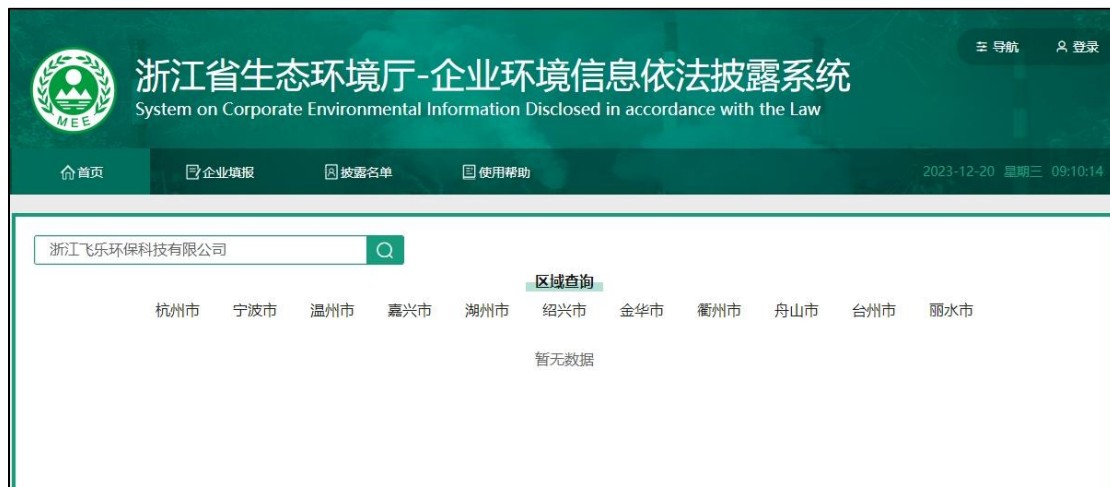 导航 登录
浙江省生态环境厅-企业环境信息依法披露系统
System on Corporate Environmental Information Disclosed in accordance with the Law
MEE
首页 企业填报 披露名单 使用帮助 2023-12-20 星期三 09:10:14
浙江飞乐环保科技有限公司
区域查询
杭州市 宁波市 温州市 嘉兴市 湖州市 绍兴市 金华市 衢州市 舟山市 台州市 丽水市
暂无数据